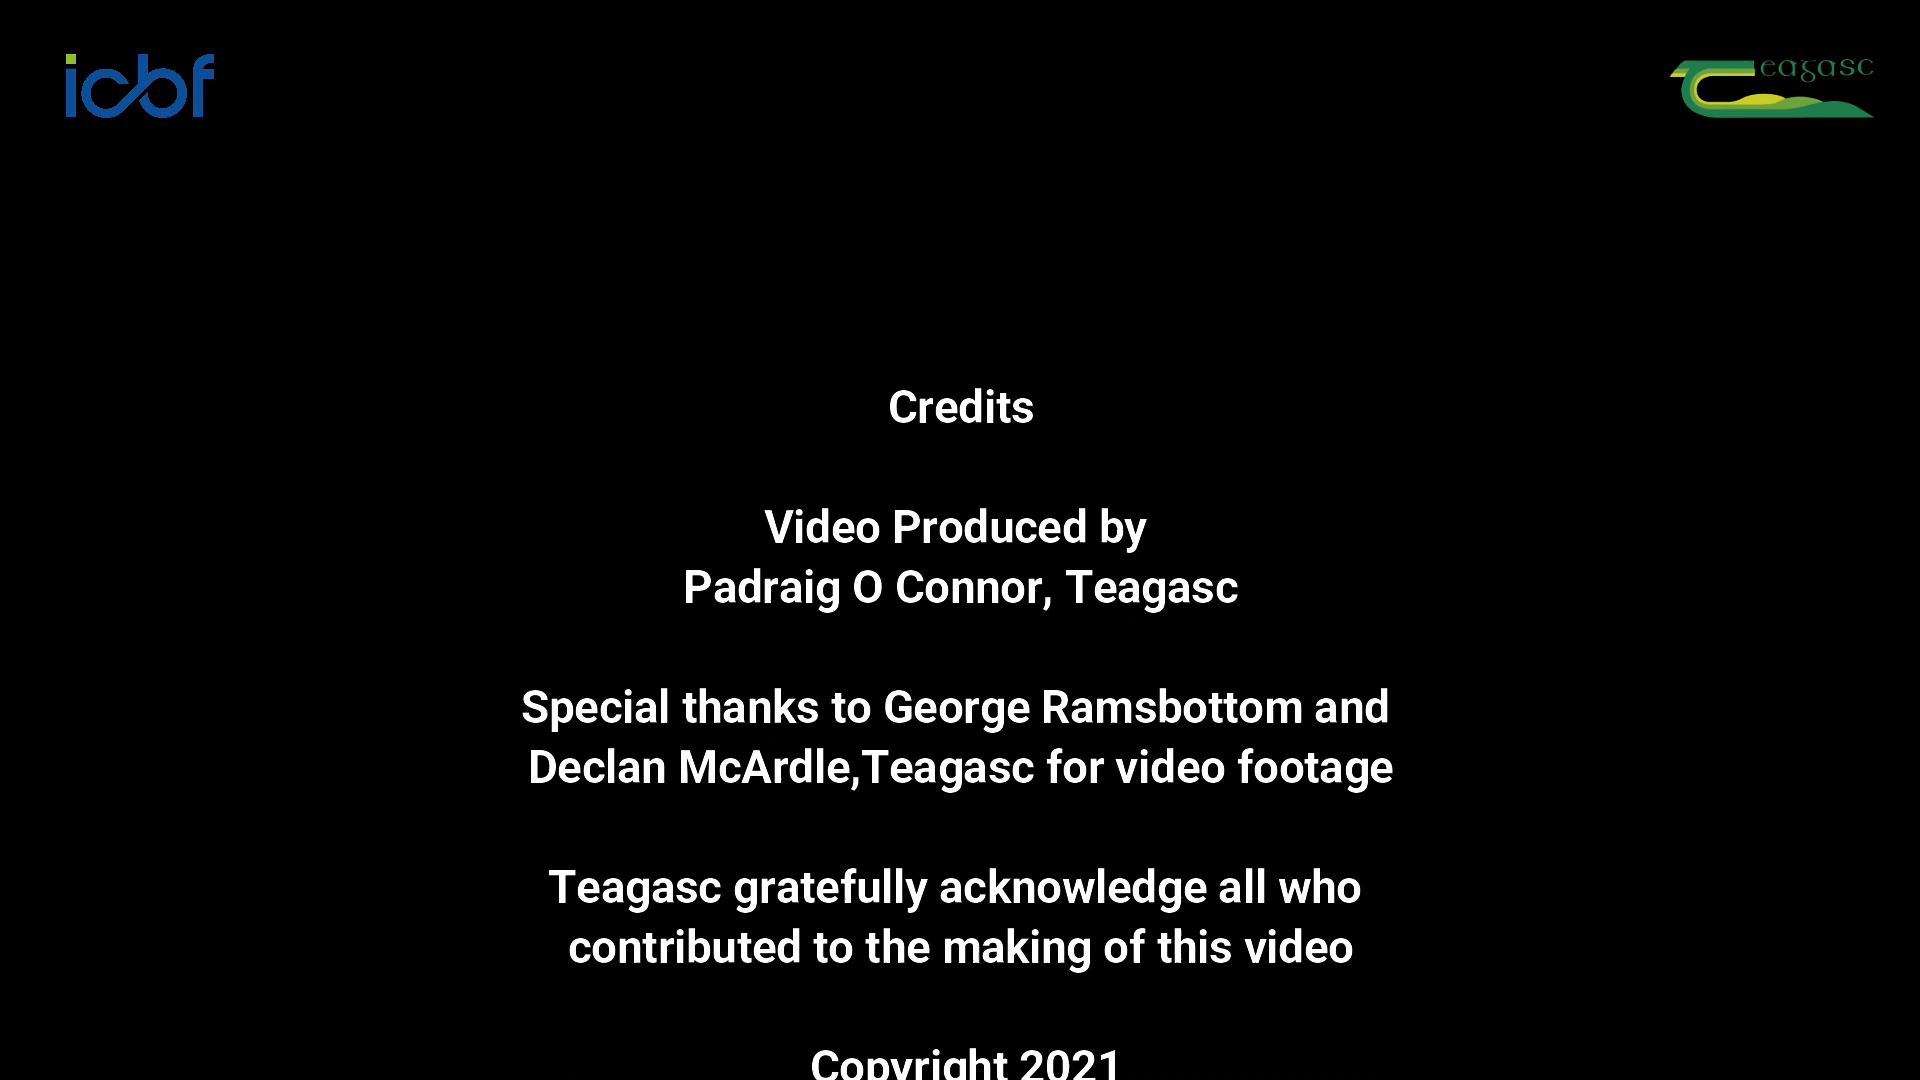 icbf
Teagasc
Credits
Video Produced by
Padraig O Connor, Teagasc
Special thanks to George Ramsbottom and
Declan McArdle,Teagasc for video footage
Teagasc gratefully acknowledge all who
contributed to the making of this video
Copyright 2021